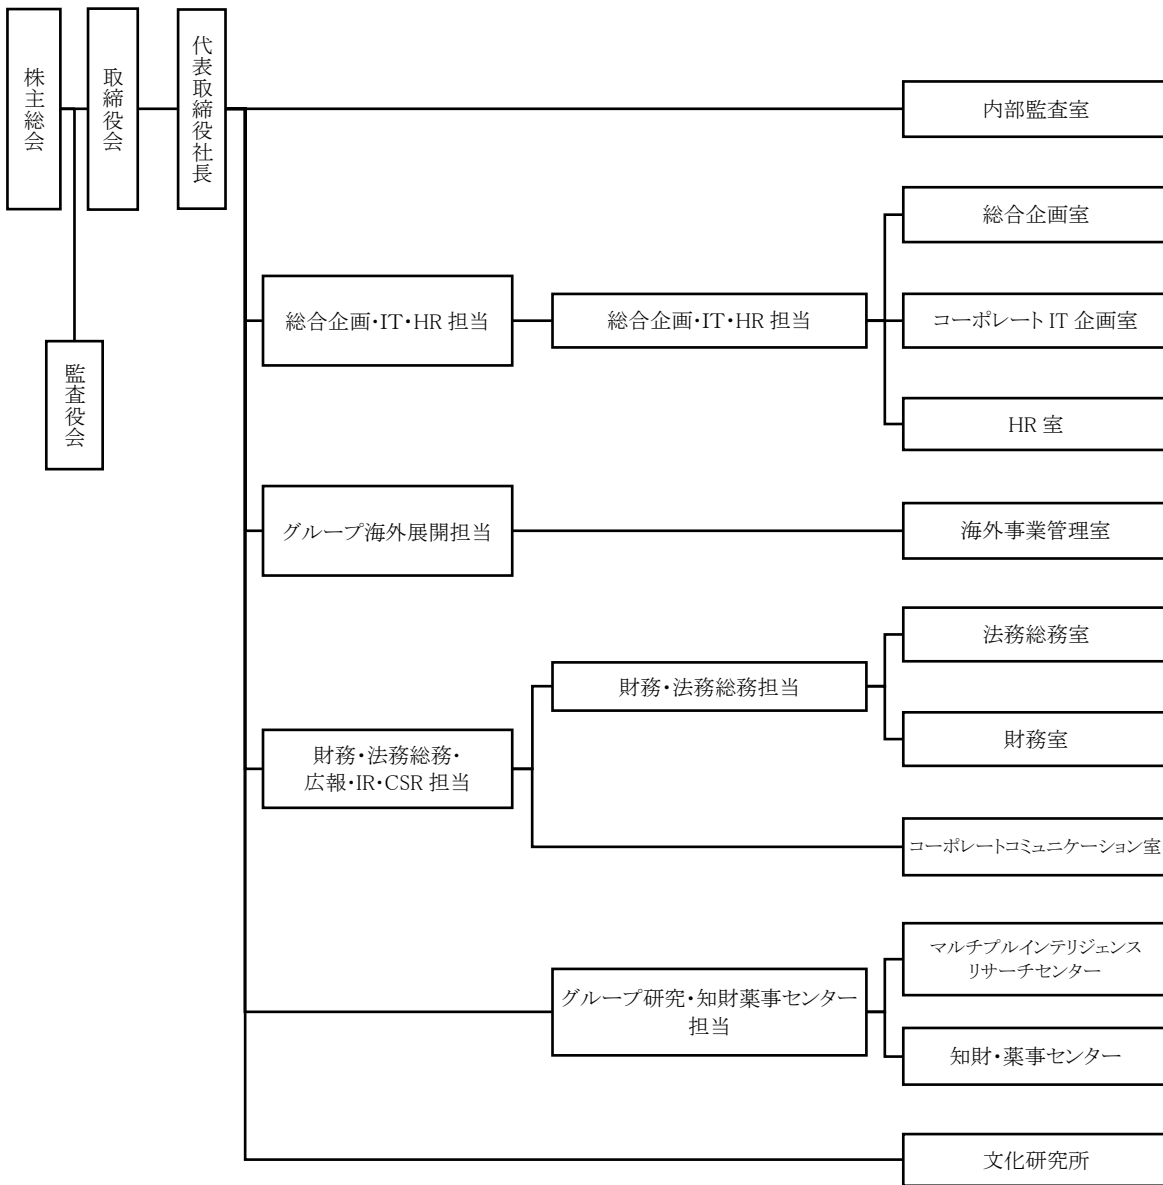 株主総会
取締役会
代表取締役社長
監査役会
内部監査室
総合企画・IT・HR 担当
総合企画・IT・HR 担当
総合企画室
コーポレート IT 企画室
HR 室
グループ海外展開担当
海外事業管理室
財務・法務総務・
広報・IR・CSR 担当
財務・法務総務担当
法務総務室
財務室
コーポレートコミュニケーション室
グループ研究・知財薬事センター
担当
マルチプルインテリジェンス
リサーチセンター
知財・薬事センター
文化研究所